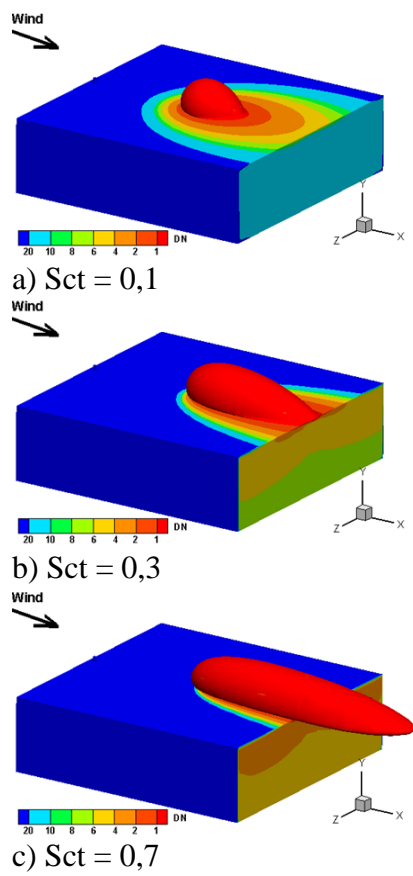 Wind
Y
Z X
DN
20 10 8 6 4 2 1
a) Sct = 0,1
Wind
Y
Z X
DN
20 10 8 6 4 2 1
b) Sct = 0,3
Wind
Y
Z X
DN
20 10 8 6 4 2 1
c) Sct = 0,7